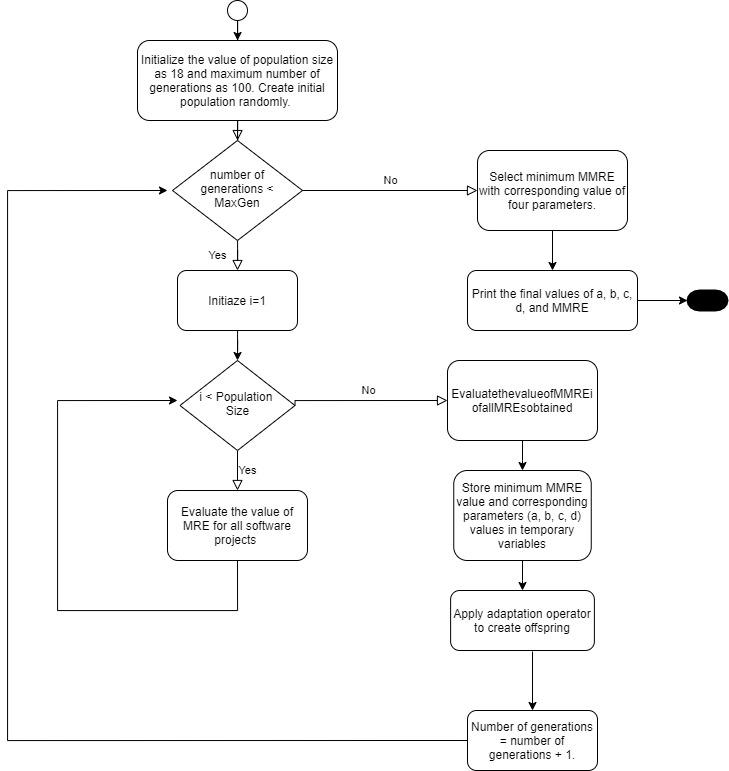 Initialize the value of population size
as 18 and maximum number of
generations as 100. Create initial
population randomly.
number of
generations <
MaxGen
No
Select minimum MMRE
with corresponding value of
four parameters.
Yes
Initiaze i=1
Print the final values of a, b, c,
d, and MMRE
i < Population
Size
No
EvaluatethevalueofMMREi
ofallMREsobtained
Yes
Evaluate the value of
MRE for all software
projects
Store minimum MMRE
value and corresponding
parameters (a, b, c, d)
values in temporary
variables
Apply adaptation operator
to create offspring
Number of generations
= number of
generations + 1.